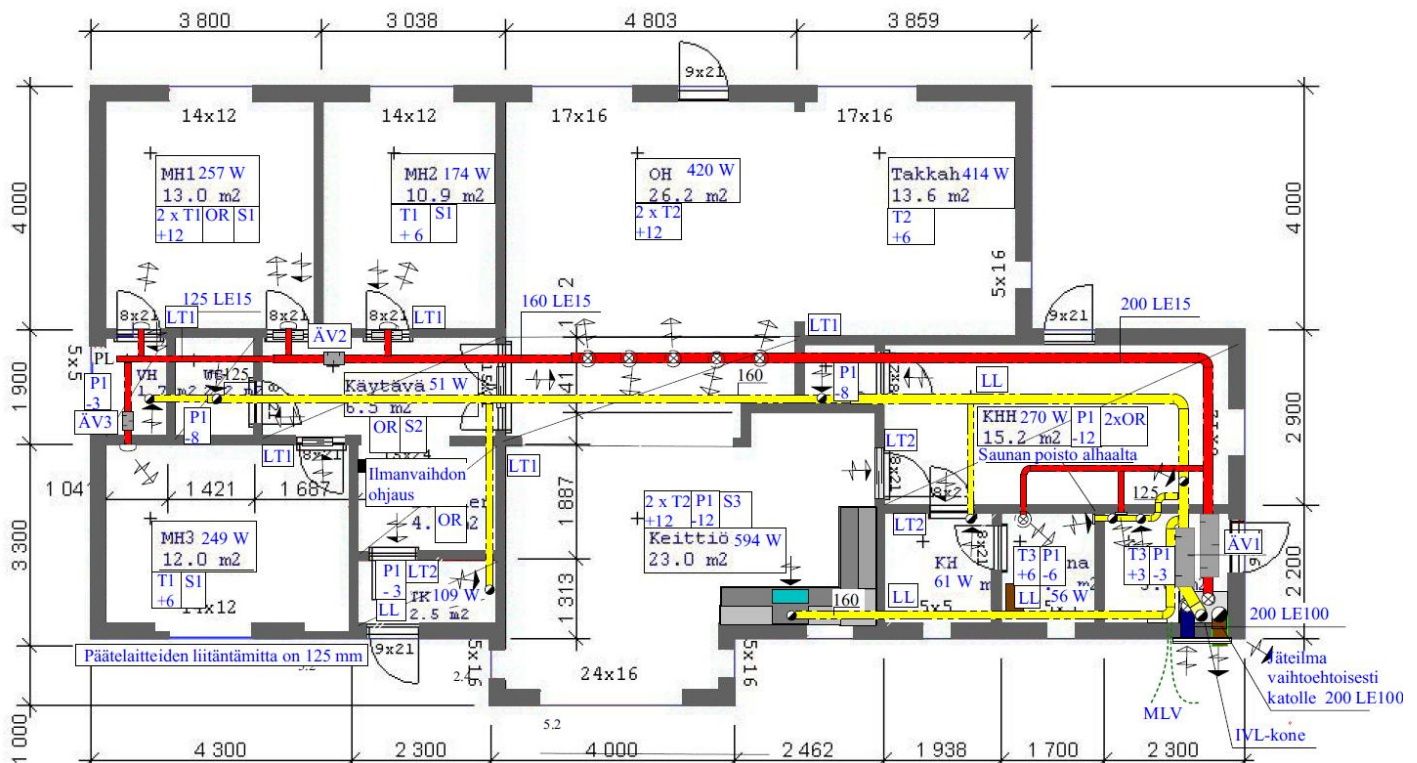 3 800
3 038
4 803
3 859
9x21
14x12
14x12
17x16
17x16
4 000
4 000
MH1 257 W
13.0 m2
2 x T1 OR S1
+12
MH2 174 W
10.9 m2
T1 S1
+ 6
OH 420 W
26.2 m2
2 x T2
+12
Takkah 414 W
13.6 m2
T2
+6
5x16
125 LE15
160 LE15
200 LE15
8x21
8x21
8x21
9x21
LT1
ÄV2
LT1
LT1
5x5
PL
VH
125
1 900
P1
-3
ÄV3
P1
-8
Käytävä 51 W
6.5 m2
OR S2
160
P1
-8
LL
KHH 270 W P1 2xOR
15.2 m2 -12
2 900
LT1
8x21
LT1
LT2
8x21
Saunan poisto alhaalta
Ilmanvaihdon
ohjaus
OR
1 041
1 421
1 687
1 887
1 313
125
3 300
MH3 249 W
12.0 m2
T1 S1
+6
14x12
2 x T2 P1 S3
+12 -12
Keittiö 594 W
23.0 m2
LT2
8x21
KH
61 W
T3 P1
+6 -6
LL 56 W
T3 P1
+3 -3
ÄV1
2 200
P1
- 3
LT2
LL
109 W
2.5 m2
160
LL
5x5
200 LE100
9x21
Päätelaitteiden liitäntämitta on 125 mm
5x16
24x16
5x16
2.4
5.2
Jäteilma
vaihtoehtoisesti
katolle 200 LE100
MLV
IVL-kone
1 000
4 300
2 300
4 000
2 462
1 938
1 700
2 300